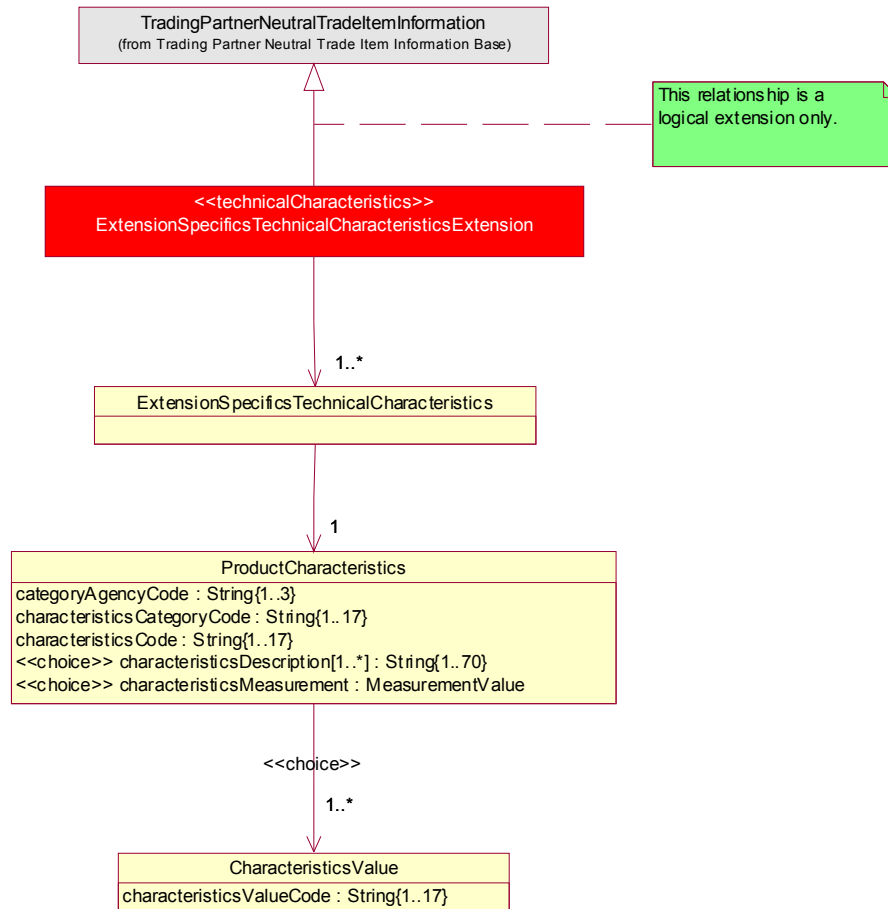 TradingPartnerNeutralTradeItemInformation
(from Trading Partner Neutral Trade Item Information Base)
This relationship is a
logical extension only.
<<technicalCharacteristics>>
ExtensionSpecificsTechnicalCharacteristicsExtension
1..*
ExtensionSpecificsTechnicalCharacteristics
1
ProductCharacteristics
categoryAgencyCode : String{1..3}
characteristicsCategoryCode : String{1..17}
characteristicsCode : String{1..17}
<<choice>> characteristicsDescription[1..*] : String{1..70}
<<choice>> characteristicsMeasurement : MeasurementValue
<<choice>>
1..*
CharacteristicsValue
characteristicsValueCode : String{1..17}